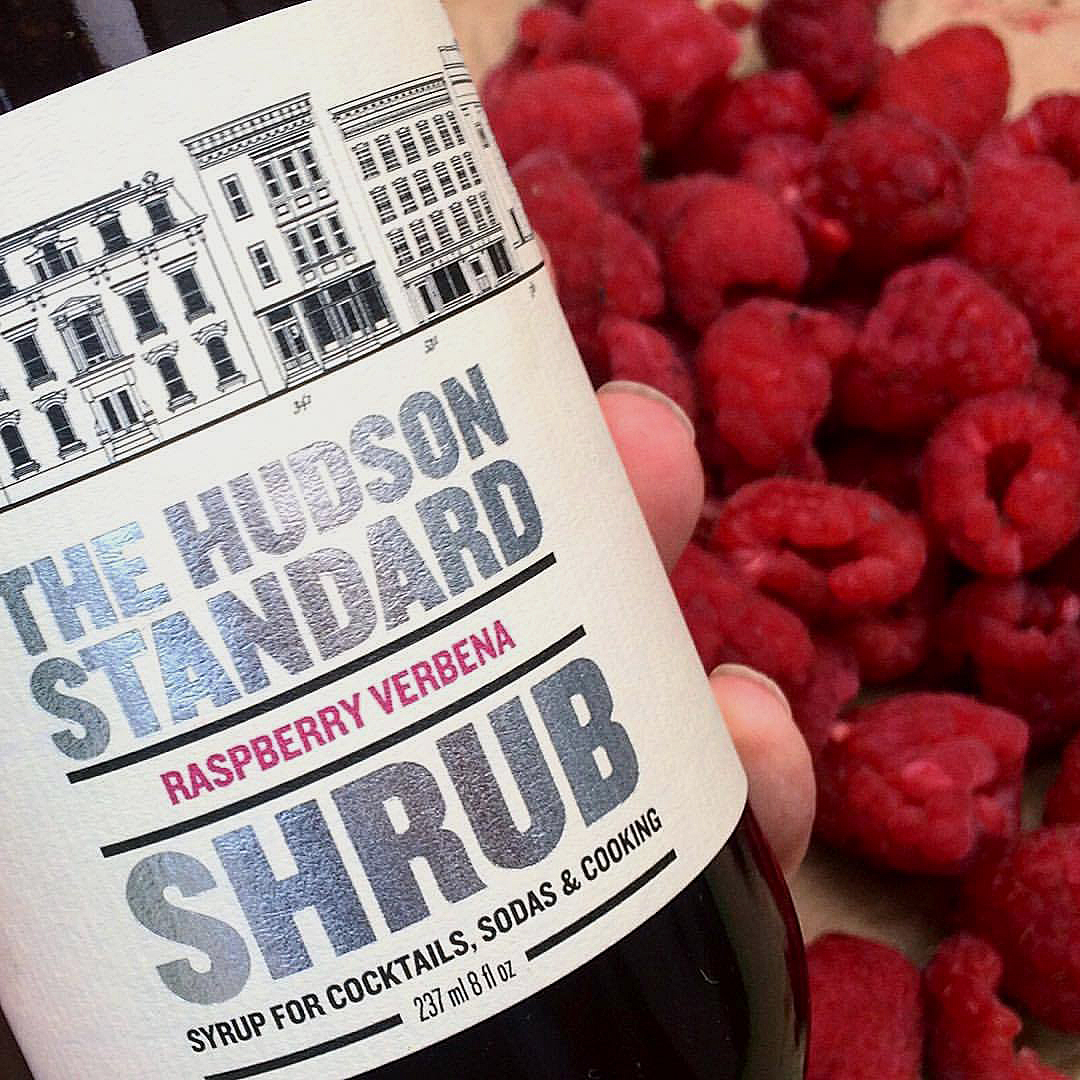 THE HUDSON
STANDARD
RASPBERRY VERBENA
SHRUB
SYRUP FOR COCKTAILS, SODAS & COOKING
237 ml 8 fl oz